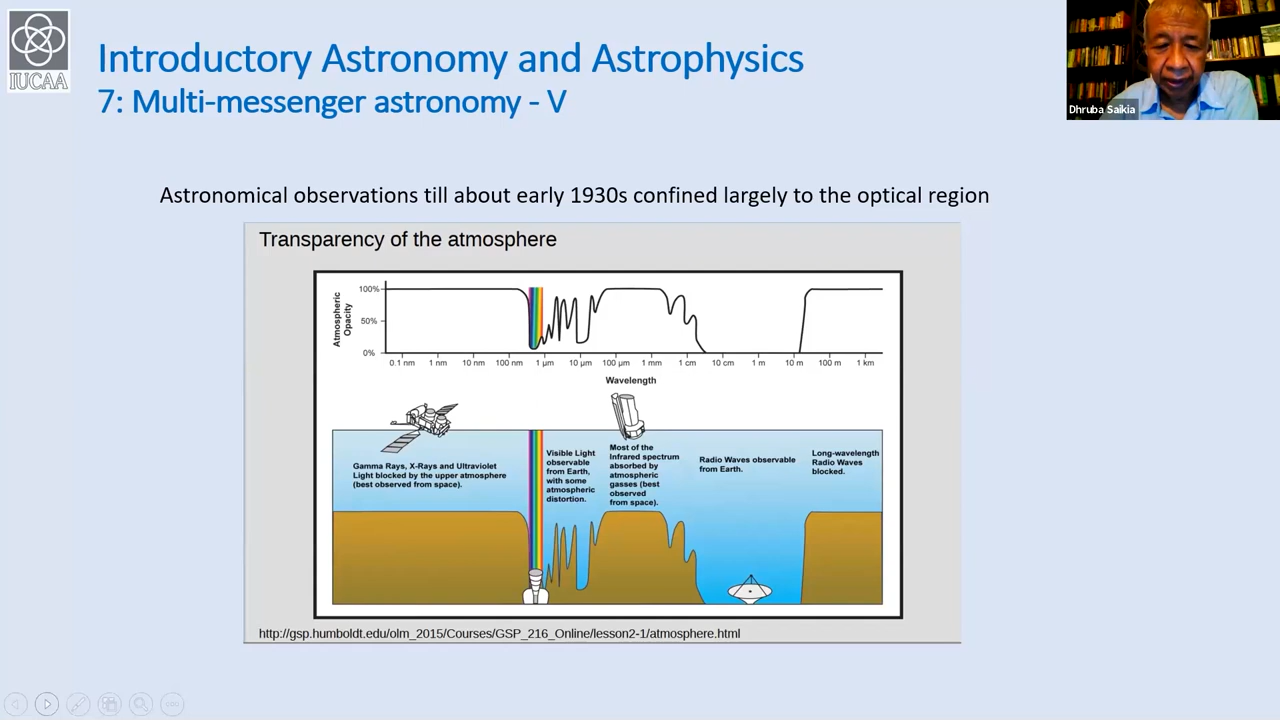 IUCAA
Introductory Astronomy and Astrophysics
7: Multi-messenger astronomy - V
Dhruba Saikia
Astronomical observations till about early 1930s confined largely to the optical region
Transparency of the atmosphere
Atmospheric
Opacity
100%
50%
0%
0.1 nm 1 nm 10 nm 100 nm 1 μm 10 μm 100 μm 1 mm 1 cm 10 cm 1 m 10 m 100 m 1 km
Wavelength
Gamma Rays, X-Rays and Ultraviolet
Light blocked by the upper atmosphere
(best observed from space).
Visible Light
observable
from Earth,
with some
atmospheric
distortion.
Most of the
Infrared spectrum
absorbed by
atmospheric
gasses (best
observed
from space).
Radio Waves observable
from Earth.
Long-wavelength
Radio Waves
blocked.
http://gsp.humboldt.edu/olm_2015/Courses/GSP_216_Online/lesson2-1/atmosphere.html